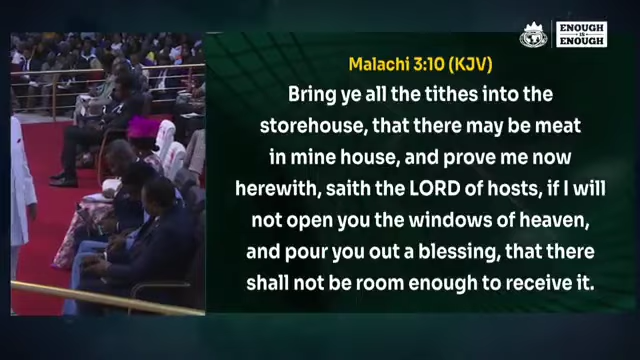 ENOUGH
IS
ENOUGH
Malachi 3:10 (KJV)
Bring ye all the tithes into the
storehouse, that there may be meat
in mine house, and prove me now
herewith, saith the LORD of hosts, if I will
not open you the windows of heaven,
and pour you out a blessing, that there
shall not be room enough to receive it.